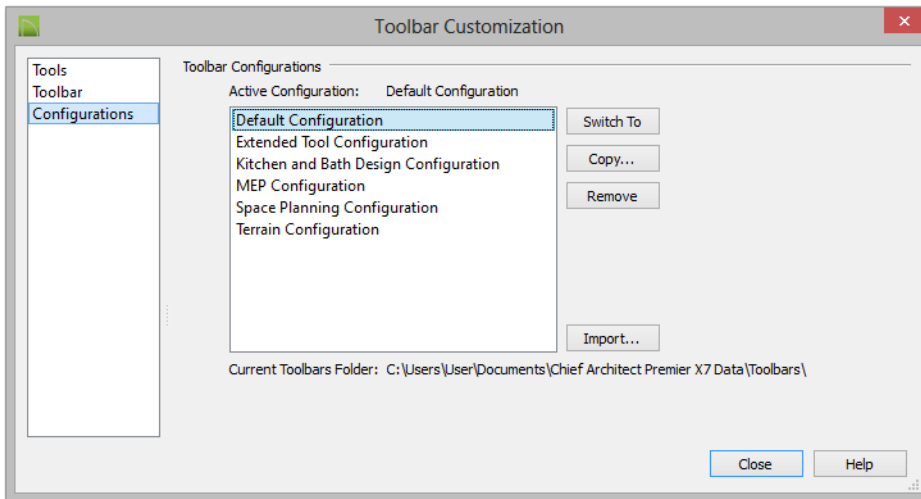 Toolbar Customization
Tools
Toolbar
Configurations
Toolbar Configurations
Active Configuration: Default Configuration
Default Configuration
Extended Tool Configuration
Kitchen and Bath Design Configuration
MEP Configuration
Space Planning Configuration
Terrain Configuration
Switch To
Copy...
Remove
Import...
Current Toolbars Folder: C:\Users\User\Documents\Chief Architect Premier X7 Data\Toolbars\
Close
Help